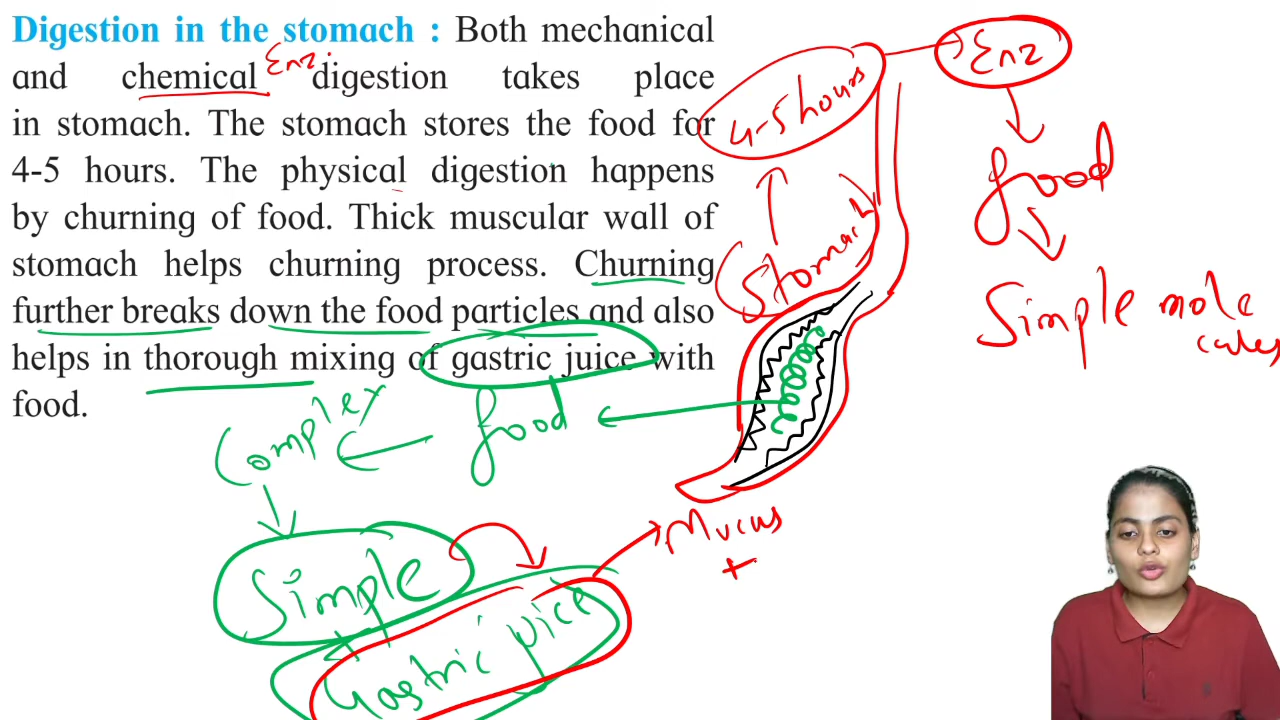 Digestion in the stomach : Both mechanical
and chemical Enz digestion takes place
in stomach. The stomach stores the food for
4-5 hours. The physical digestion happens
by churning of food. Thick muscular wall of
stomach helps churning process. Churning
further breaks down the food particles and also
helps in thorough mixing of gastric juice with
food.
4-5 hours
Enz
food
Simple mole
cules
Stomach
food
Complex
Simple
+
Gastric juice
Mucus
+